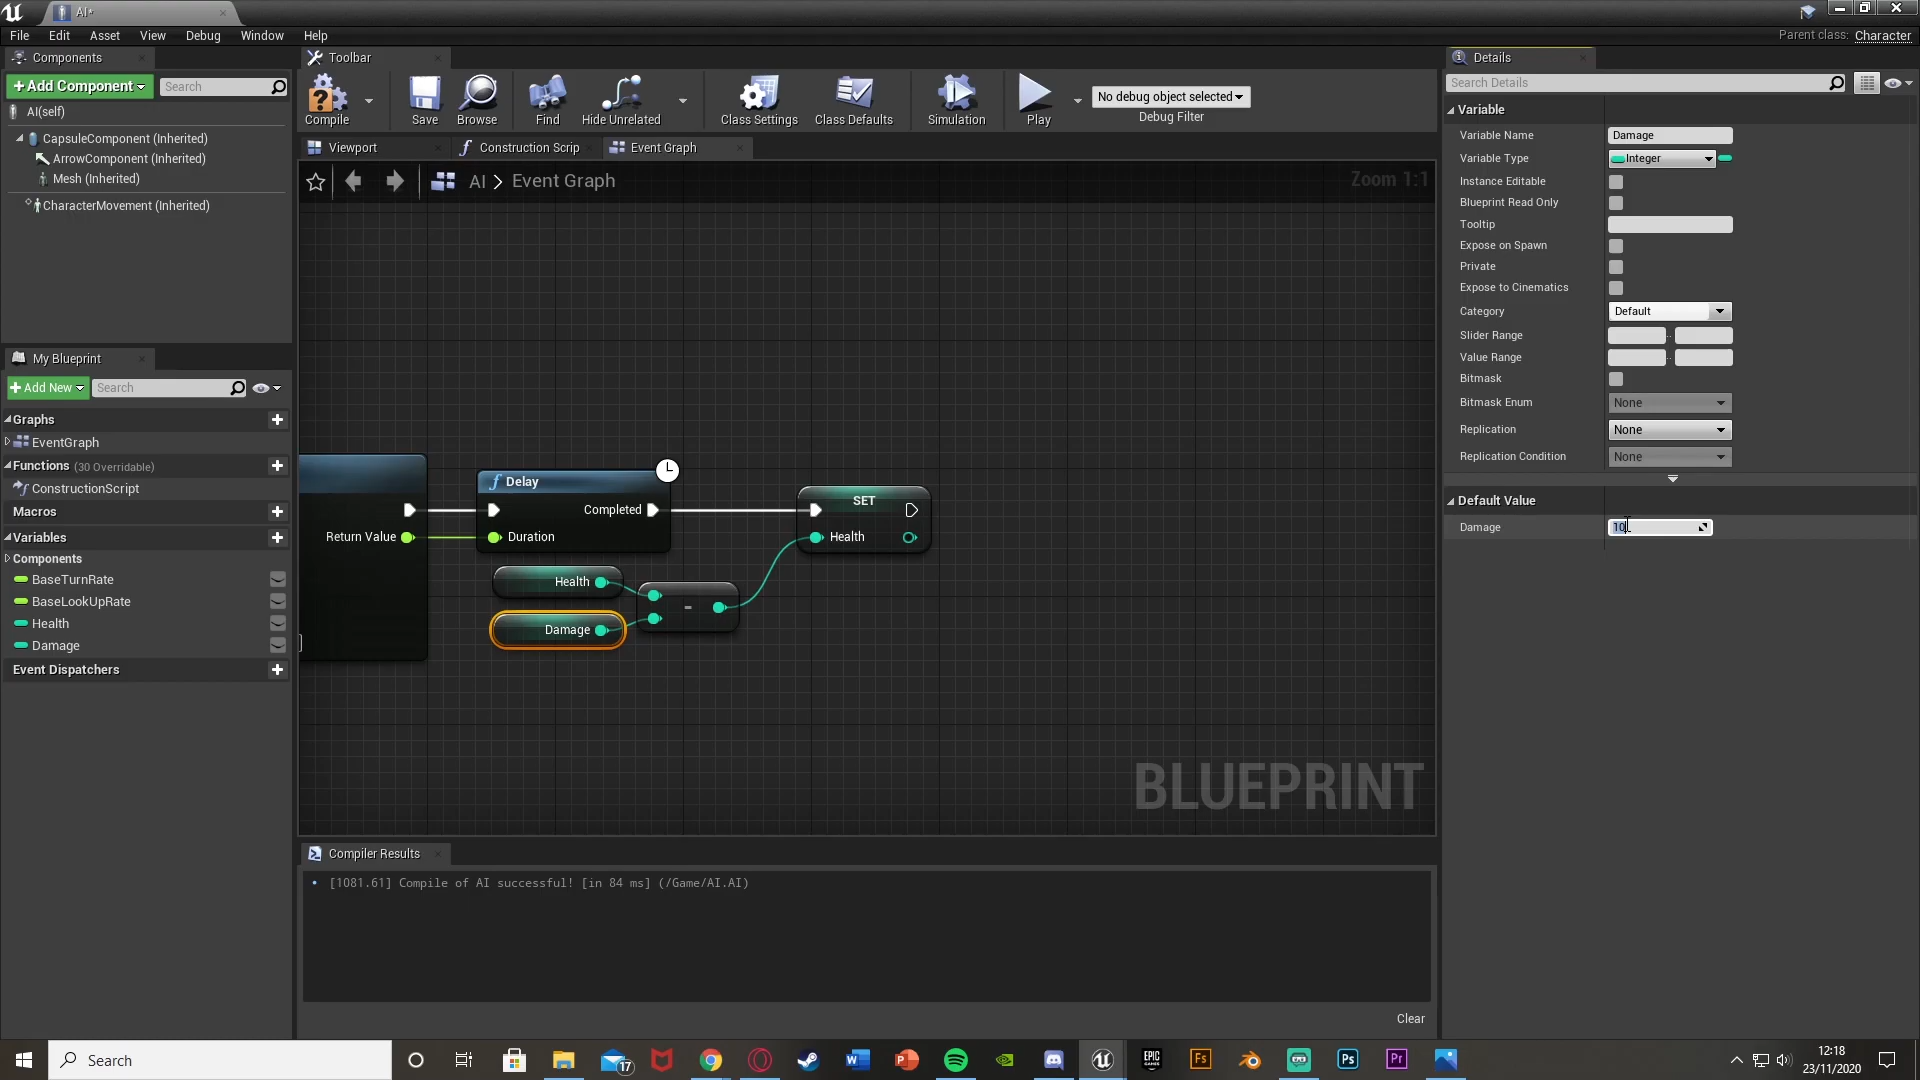 AI*
File Edit Asset View Debug Window Help
Parent class: Character
Components
+ Add Component
Search
AI(self)
CapsuleComponent (Inherited)
ArrowComponent (Inherited)
Mesh (Inherited)
CharacterMovement (Inherited)
My Blueprint
+ Add New
Search
Graphs
EventGraph
Functions (30 Overridable)
ConstructionScript
Macros
Variables
Components
BaseTurnRate
BaseLookUpRate
Health
Damage
Event Dispatchers
Toolbar
Compile
Save
Browse
Find
Hide Unrelated
Class Settings
Class Defaults
Simulation
Play
No debug object selected
Debug Filter
Viewport
Construction Scrip
Event Graph
AI > Event Graph
Zoom 1:1
Return Value
Delay
Completed
Duration
Health
Damage
-
SET
Health
BLUEPRINT
Compiler Results
[1081.61] Compile of AI successful! [in 84 ms] (/Game/AI.AI)
Clear
Details
Search Details
Variable
Variable Name Damage
Variable Type Integer
Instance Editable
Blueprint Read Only
Tooltip
Expose on Spawn
Private
Expose to Cinematics
Category Default
Slider Range
Value Range
Bitmask
Bitmask Enum None
Replication None
Replication Condition None
Default Value
Damage 10
Search
17
EPIC GAMES
Fs
Ps
Pr
12:18
23/11/2020